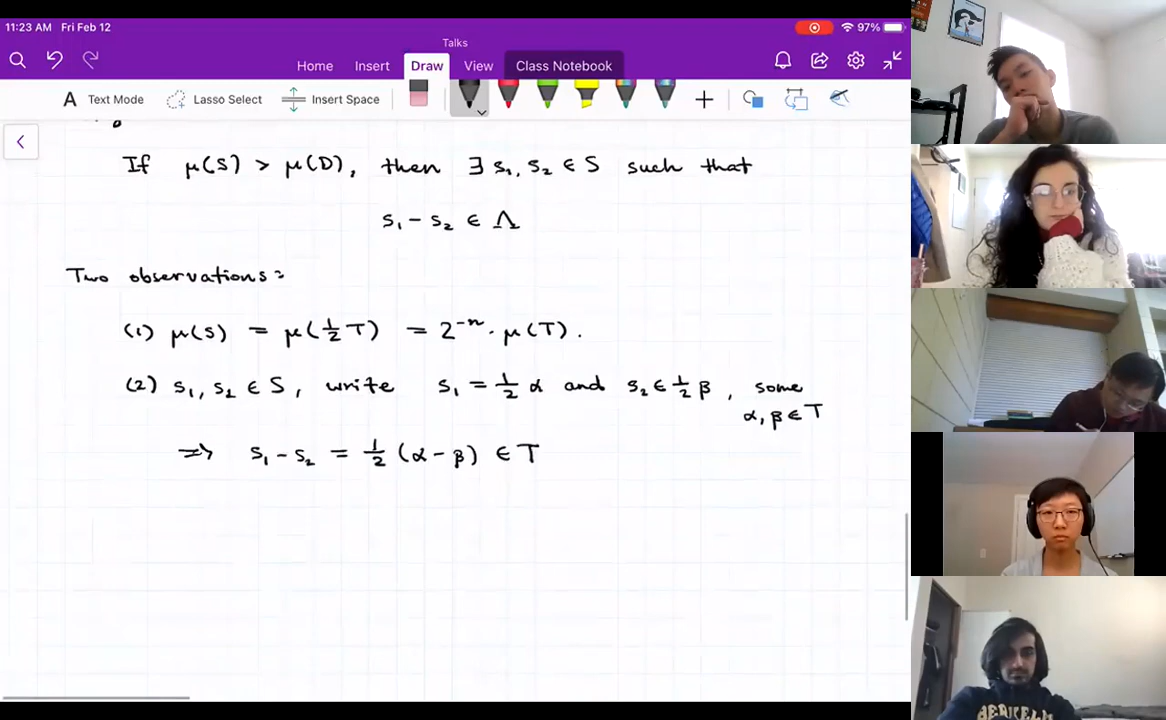 11:23 AM Fri Feb 12
97%
Talks
Home Insert Draw View Class Notebook
Text Mode Lasso Select Insert Space
If μ(S) > μ(D), then ∃ s₁, s₂ ∈ S such that
s₁ - s₂ ∈ Λ
Two observations:
(1) μ(S) = μ(½T) = 2⁻ⁿ · μ(T).
(2) s₁, s₂ ∈ S, write s₁ = ½ α and s₂ ∈ ½ β, some
α, β ∈ T
⇒ s₁ - s₂ = ½ (α - β) ∈ T
BERKELEY